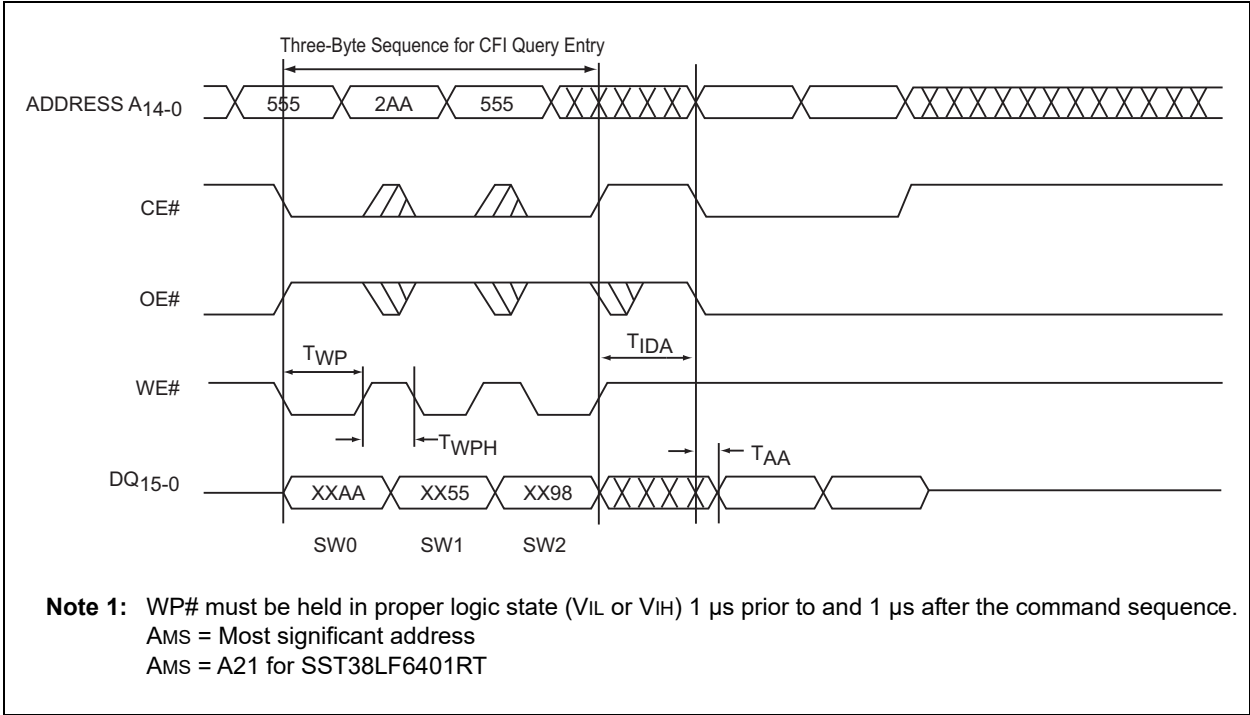 Three-Byte Sequence for CFI Query Entry
ADDRESS A14-0
555 2AA 555
CE#
OE#
TWP
TIDA
WE#
TWPH
TAA
DQ15-0
XXAA XX55 XX98
SW0 SW1 SW2
Note 1: WP# must be held in proper logic state (VIL or VIH) 1 µs prior to and 1 µs after the command sequence.
AMS = Most significant address
AMS = A21 for SST38LF6401RT